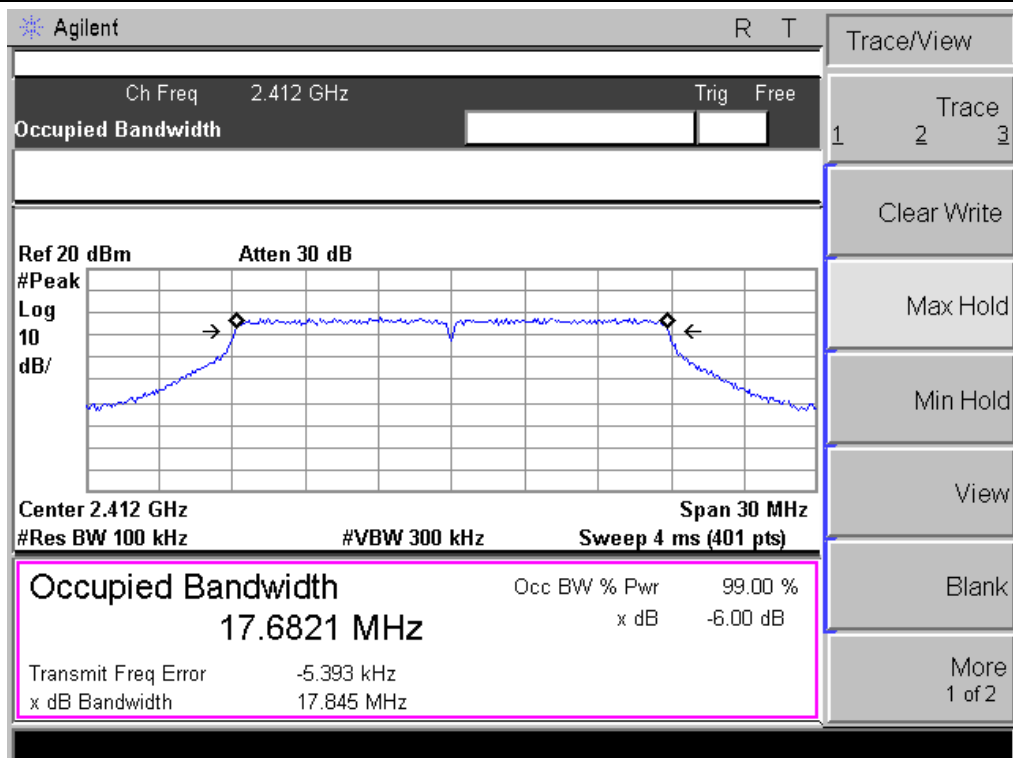 Agilent R T
Trace/View
Ch Freq 2.412 GHz Trig Free
Occupied Bandwidth
Trace
1 2 3
Clear Write
Ref 20 dBm Atten 30 dB
#Peak
Log
10
dB/
Max Hold
Min Hold
View
Center 2.412 GHz Span 30 MHz
#Res BW 100 kHz #VBW 300 kHz Sweep 4 ms (401 pts)
Occupied Bandwidth Occ BW % Pwr 99.00 %
17.6821 MHz x dB -6.00 dB
Blank
Transmit Freq Error -5.393 kHz
x dB Bandwidth 17.845 MHz
More
1 of 2